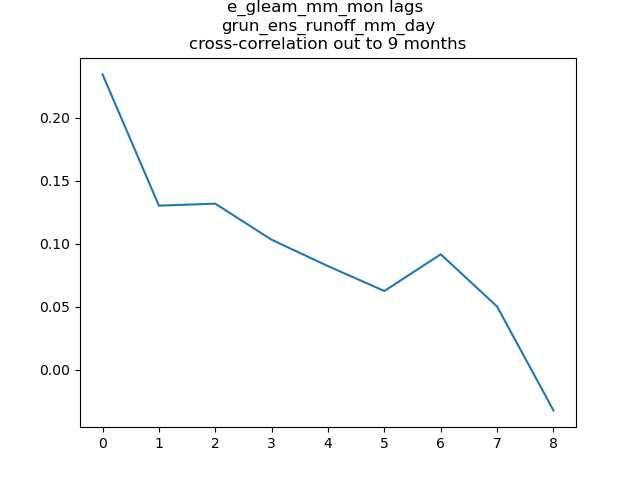 e_gleam_mm_mon lags
grun_ens_runoff_mm_day
cross-correlation out to 9 months
0.20
0.15
0.10
0.05
0.00
0 1 2 3 4 5 6 7 8